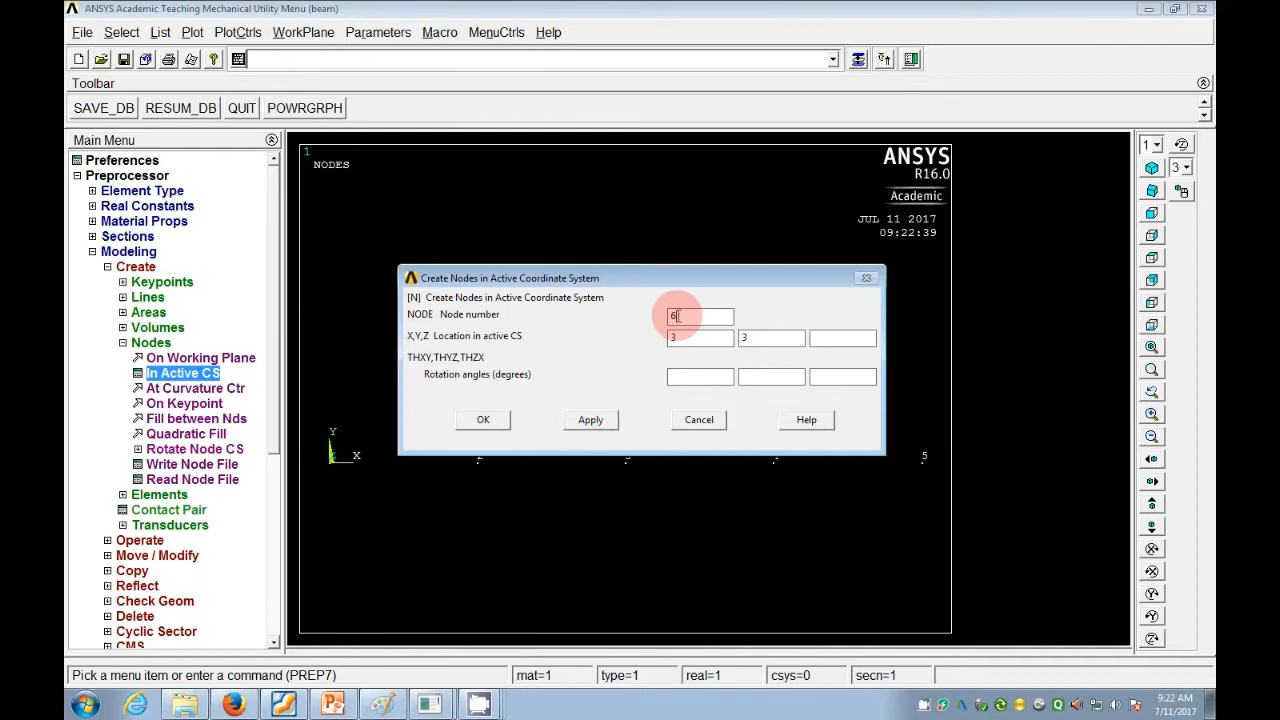 ANSYS Academic Teaching Mechanical Utility Menu (beam)
File Select List Plot PlotCtrls WorkPlane Parameters Macro MenuCtrls Help
Toolbar
SAVE_DB RESUM_DB QUIT POWRGRPH
Main Menu
Preferences
Preprocessor
Element Type
Real Constants
Material Props
Sections
Modeling
Create
Keypoints
Lines
Areas
Volumes
Nodes
On Working Plane
In Active CS
At Curvature Ctr
On Keypoint
Fill between Nds
Quadratic Fill
Rotate Node CS
Write Node File
Read Node File
Elements
Contact Pair
Transducers
Operate
Move / Modify
Copy
Reflect
Check Geom
Delete
Cyclic Sector
CMS
1
NODES
ANSYS
R16.0
Academic
JUL 11 2017
09:22:39
Create Nodes in Active Coordinate System
[N] Create Nodes in Active Coordinate System
NODE Node number 6
X,Y,Z Location in active CS 3 3
THXY,THYZ,THZX
Rotation angles (degrees)
OK Apply Cancel Help
Y
X 5
1
3
Pick a menu item or enter a command (PREP7) mat=1 type=1 real=1 csys=0 secn=1
9:22 AM
7/11/2017